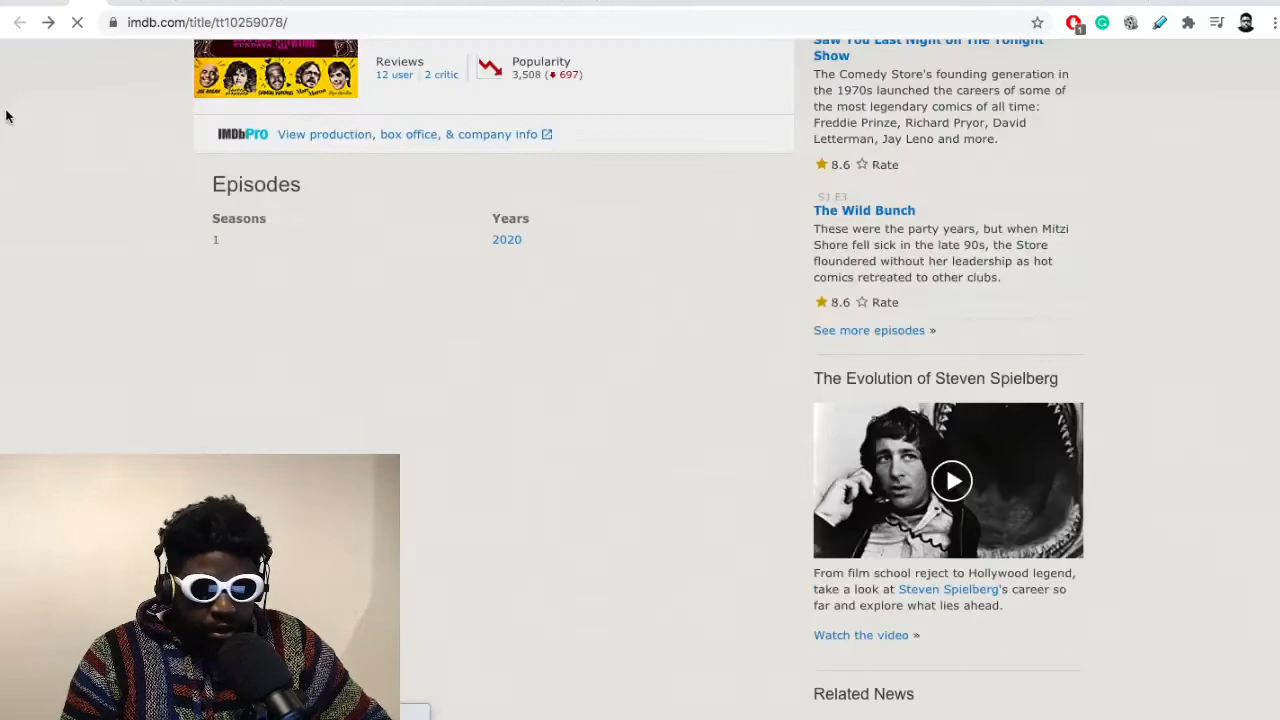 imdb.com/title/tt10259078/
1
SUNDAYS
Reviews
12 user | 2 critic
Popularity
3,508 (697)
IMDbPro View production, box office, & company info
Episodes
Seasons
Years
1
2020
Saw You Last Night on The Tonight
Show
The Comedy Store's founding generation in
the 1970s launched the careers of some of
the most legendary comics of all time:
Freddie Prinze, Richard Pryor, David
Letterman, Jay Leno and more.
8.6 Rate
S1.E3
The Wild Bunch
These were the party years, but when Mitzi
Shore fell sick in the late 90s, the Store
floundered without her leadership as hot
comics retreated to other clubs.
8.6 Rate
See more episodes »
The Evolution of Steven Spielberg
From film school reject to Hollywood legend,
take a look at Steven Spielberg's career so
far and explore what lies ahead.
Watch the video »
Related News